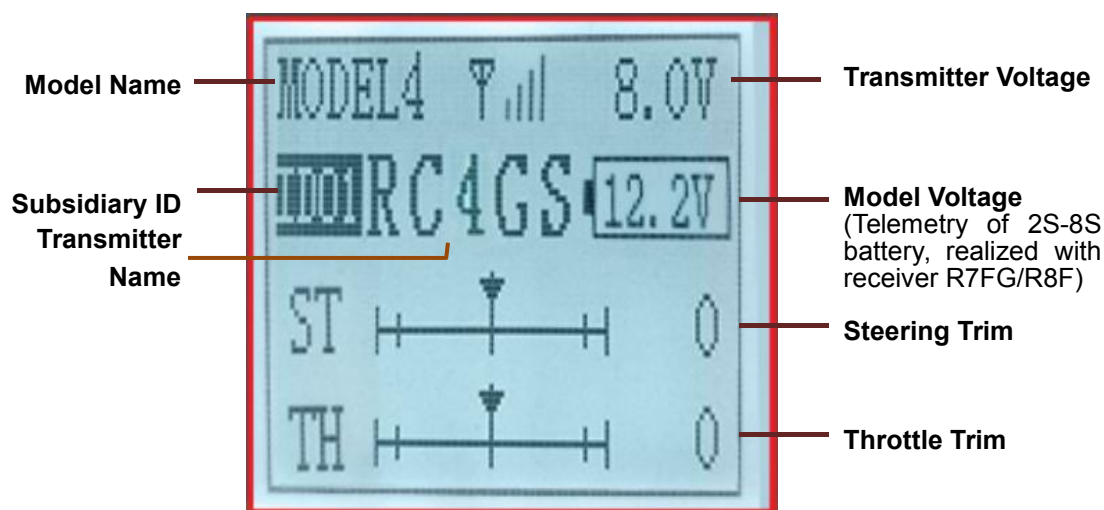 Model Name
MODEL4
8.0V
Transmitter Voltage
Subsidiary ID
RC4GS
12.2V
Model Voltage
(Telemetry of 2S-8S
battery, realized with
receiver R7FG/R8F)
Transmitter
Name
ST
0
Steering Trim
TH
0
Throttle Trim